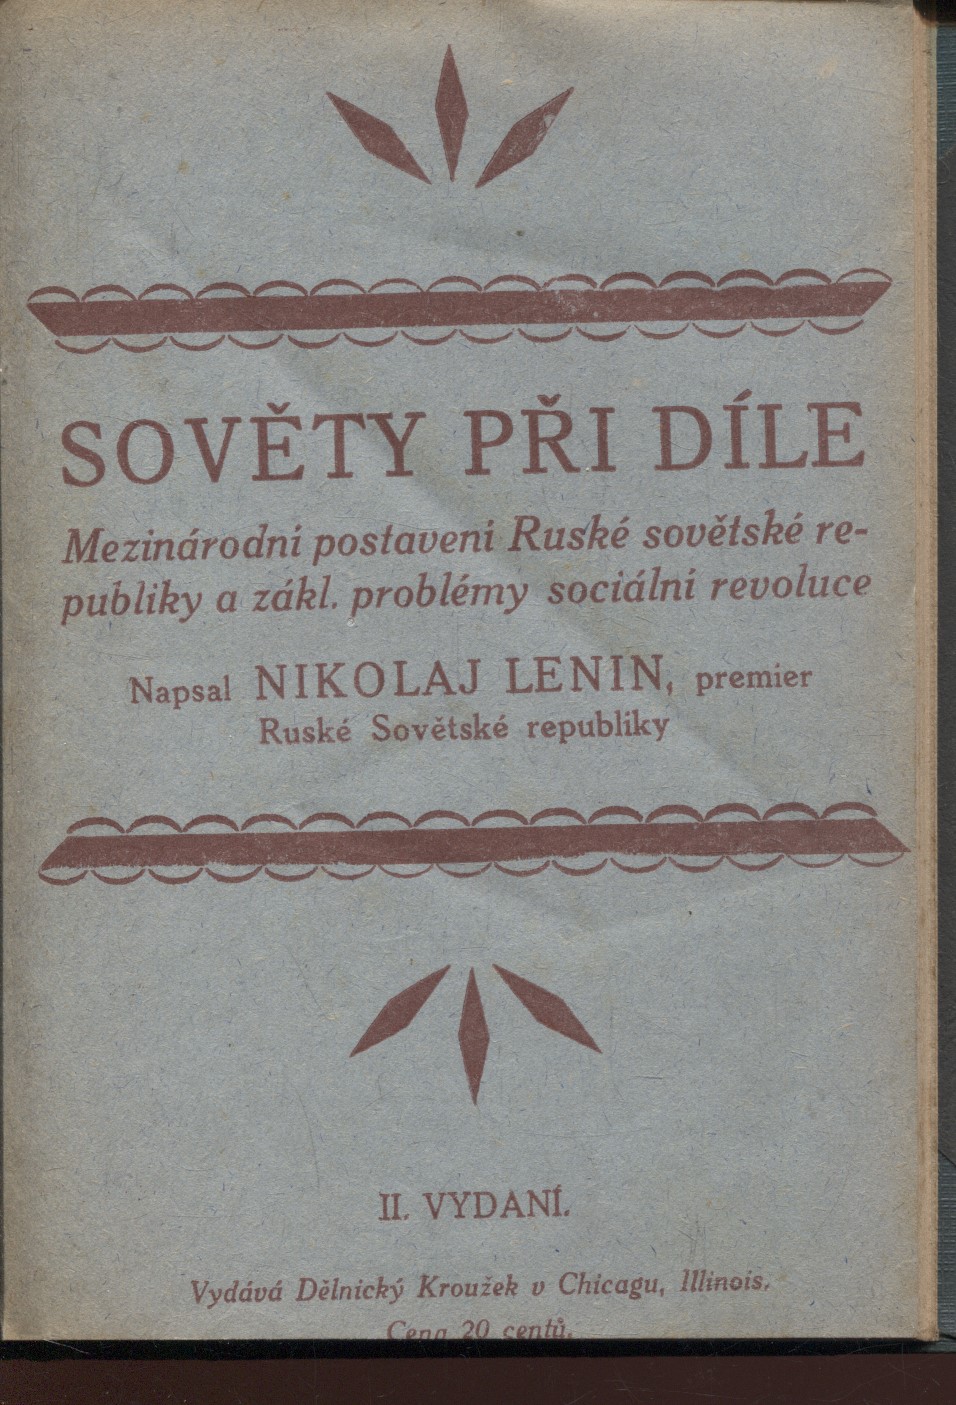 SOVĚTY PŘI DÍLE
Mezinárodní postavení Ruské sovětské re-
publiky a zákl. problémy sociální revoluce
Napsal NIKOLAJ LENIN, premier
Ruské Sovětské republiky
II. VYDANÍ.
Vydává Dělnický Kroužek v Chicagu, Illinois.
Cena 20 centů.